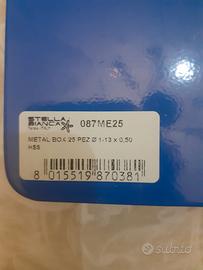 STELLA
BIANCA
087ME25
METAL BOX 25 PEZ Ø 1-13 x 0,50
HSS
8 015519 870381
subito